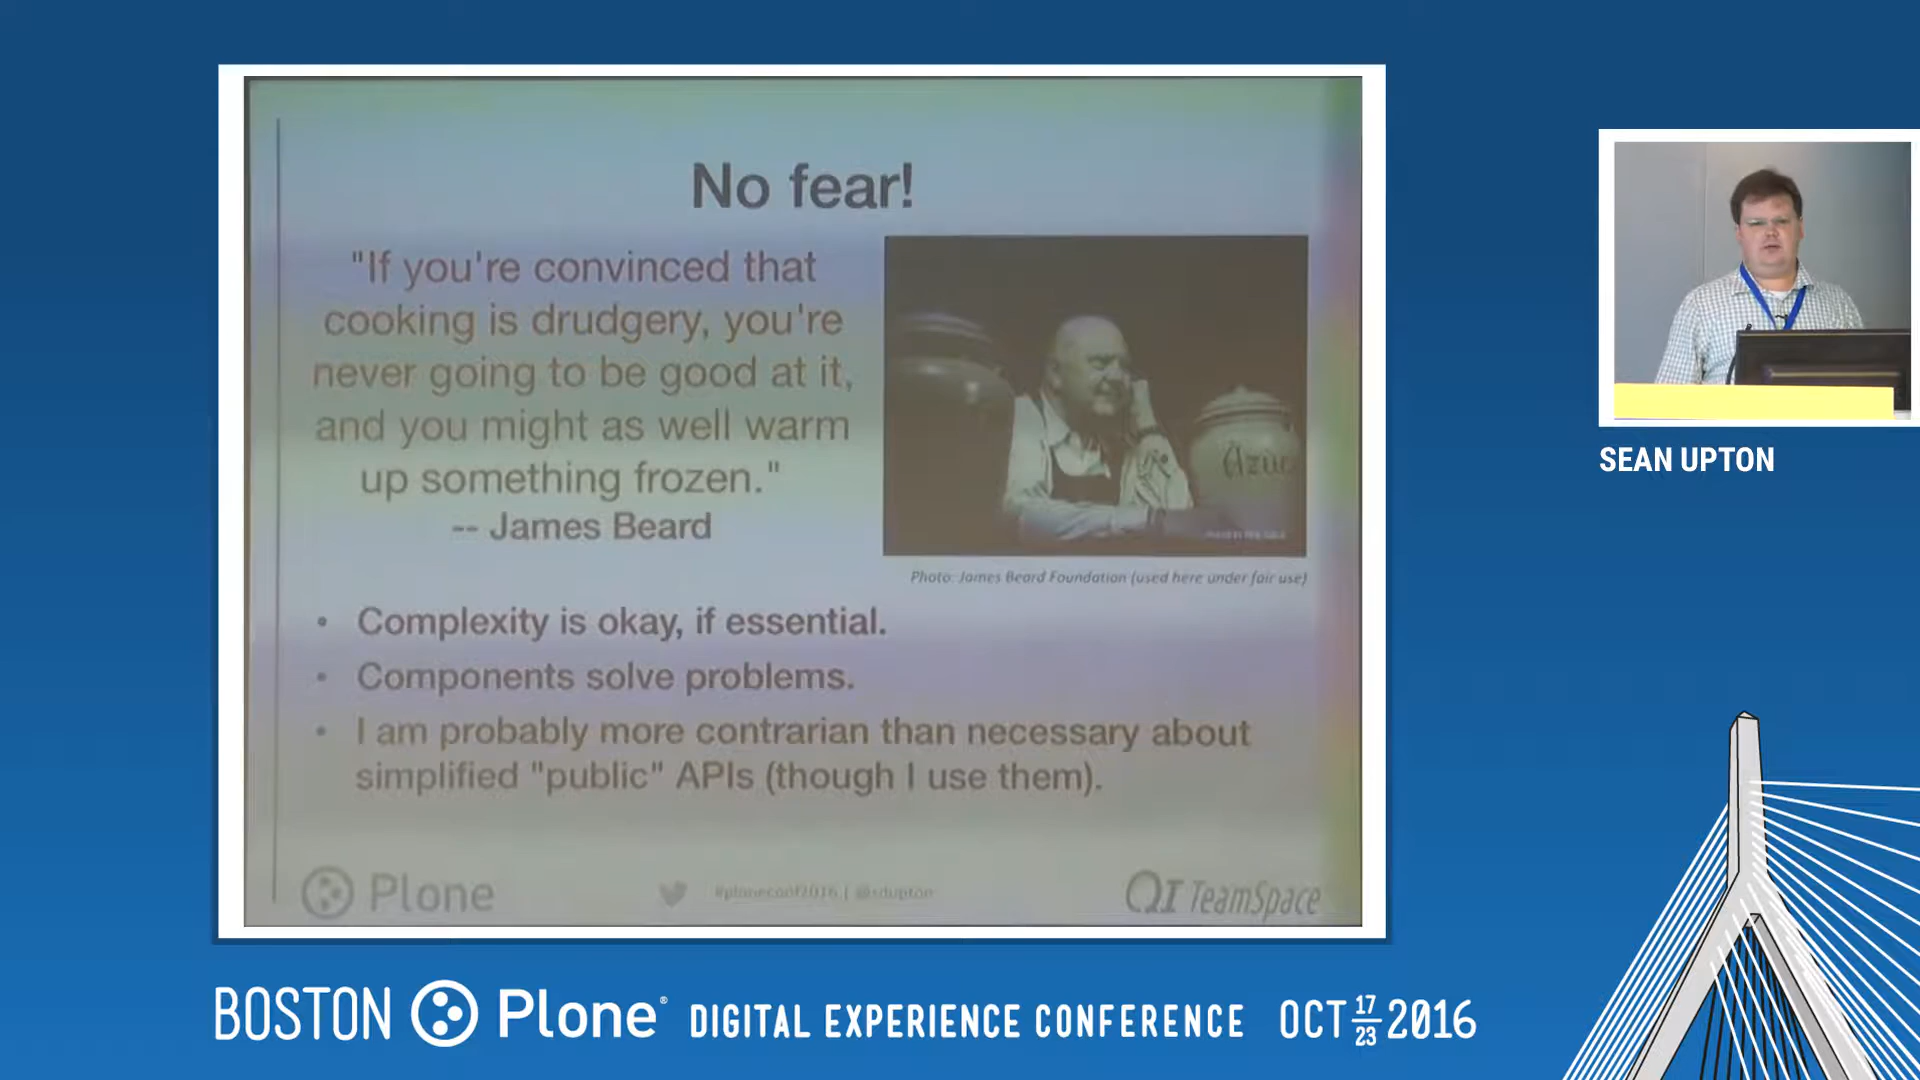 No fear!
"If you're convinced that
cooking is drudgery, you're
never going to be good at it,
and you might as well warm
up something frozen."
-- James Beard
Azúc
Photo: James Beard Foundation (used here under fair use)
• Complexity is okay, if essential.
• Components solve problems.
• I am probably more contrarian than necessary about
simplified "public" APIs (though I use them).
Plone
#ploneconf2016 | @sdupton
QI TeamSpace
SEAN UPTON
BOSTON Plone® DIGITAL EXPERIENCE CONFERENCE OCT 17 23 2016